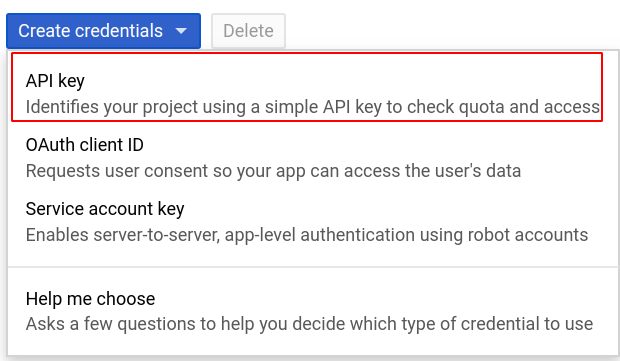 Create credentials Delete
API key
Identifies your project using a simple API key to check quota and access
OAuth client ID
Requests user consent so your app can access the user's data
Service account key
Enables server-to-server, app-level authentication using robot accounts
Help me choose
Asks a few questions to help you decide which type of credential to use